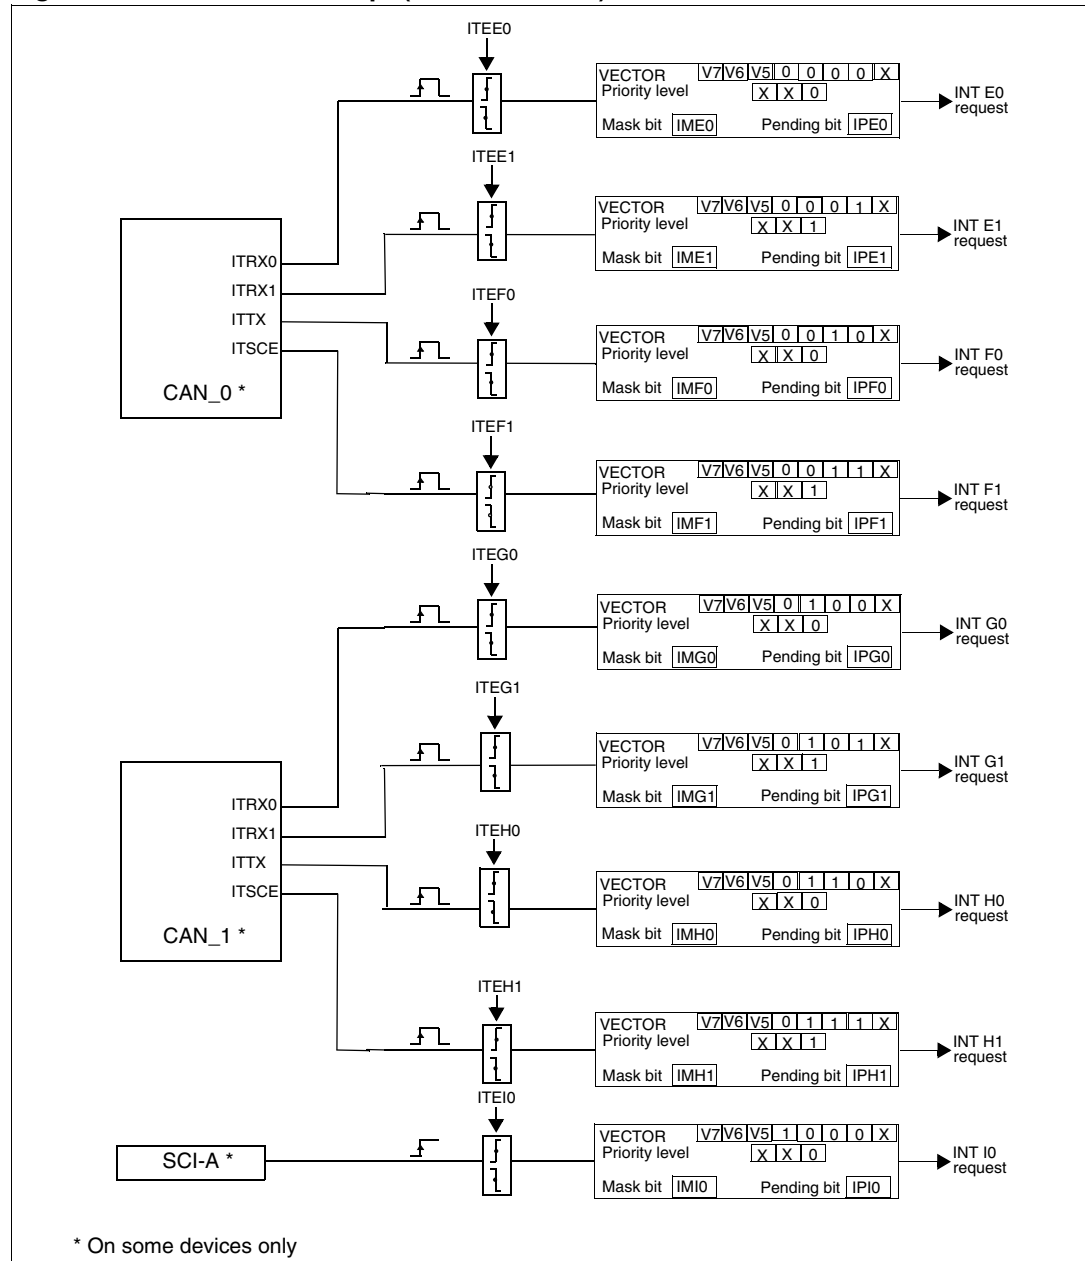 ITEE0
VECTOR V7 V6 V5 0 0 0 0 X
Priority level X X 0
Mask bit IME0 Pending bit IPE0
INT E0
request
ITEE1
VECTOR V7 V6 V5 0 0 0 1 X
Priority level X X 1
Mask bit IME1 Pending bit IPE1
INT E1
request
ITRX0
ITRX1
ITTX
ITSCE
CAN_0 *
ITEF0
VECTOR V7 V6 V5 0 0 1 0 X
Priority level X X 0
Mask bit IMF0 Pending bit IPF0
INT F0
request
ITEF1
VECTOR V7 V6 V5 0 0 1 1 X
Priority level X X 1
Mask bit IMF1 Pending bit IPF1
INT F1
request
ITEG0
VECTOR V7 V6 V5 0 1 0 0 X
Priority level X X 0
Mask bit IMG0 Pending bit IPG0
INT G0
request
ITEG1
VECTOR V7 V6 V5 0 1 0 1 X
Priority level X X 1
Mask bit IMG1 Pending bit IPG1
INT G1
request
ITRX0
ITRX1
ITTX
ITSCE
CAN_1 *
ITEH0
VECTOR V7 V6 V5 0 1 1 0 X
Priority level X X 0
Mask bit IMH0 Pending bit IPH0
INT H0
request
ITEH1
VECTOR V7 V6 V5 0 1 1 1 X
Priority level X X 1
Mask bit IMH1 Pending bit IPH1
INT H1
request
ITEI0
SCI-A *
VECTOR V7 V6 V5 1 0 0 0 X
Priority level X X 0
Mask bit IMI0 Pending bit IPI0
INT I0
request
* On some devices only